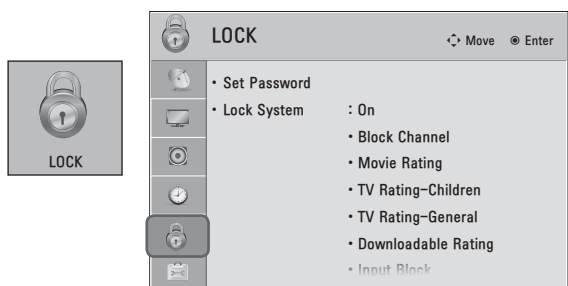 LOCK
LOCK
Move Enter
• Set Password
• Lock System : On
• Block Channel
• Movie Rating
• TV Rating-Children
• TV Rating-General
• Downloadable Rating
• Input Block